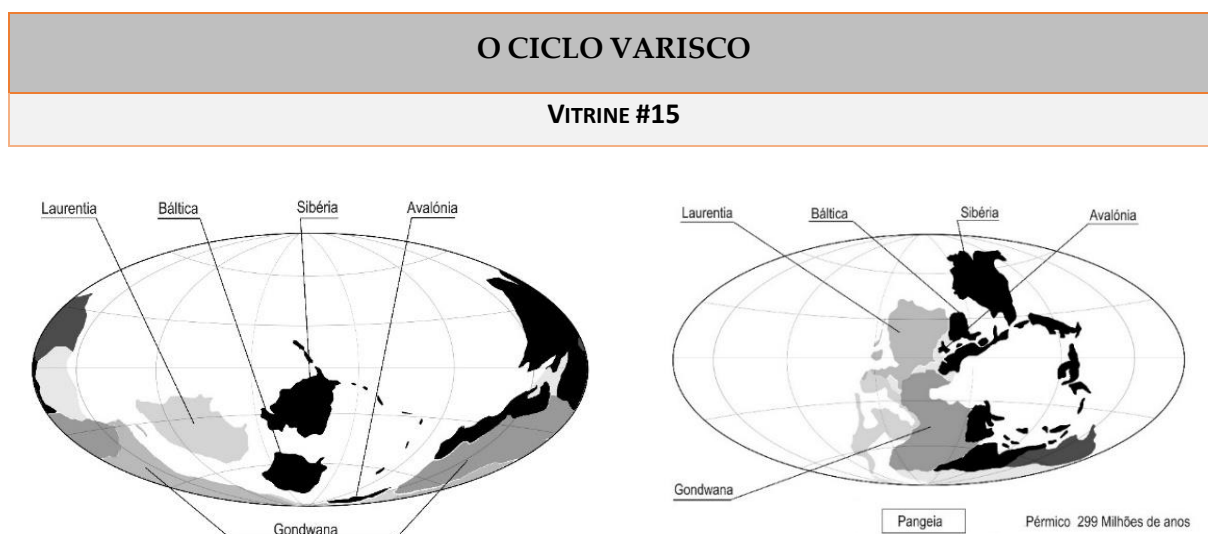 O CICLO VARISCO
VITRINE #15
Laurentia
Báltica
Sibéria
Avalónia
Gondwana
Laurentia
Báltica
Sibéria
Avalónia
Gondwana
Pangeia
Pérmico 299 Milhões de anos